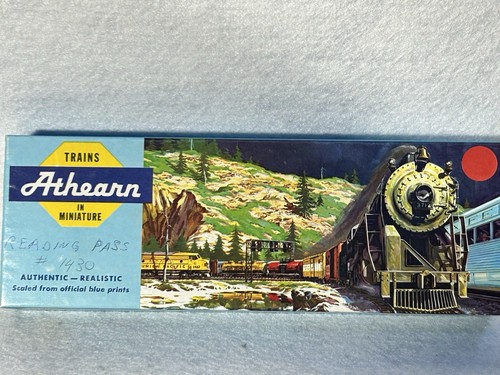 TRAINS
Athearn
IN
MINIATURE
READING PASS
# 1430
AUTHENTIC — REALISTIC
Scaled from official blue prints